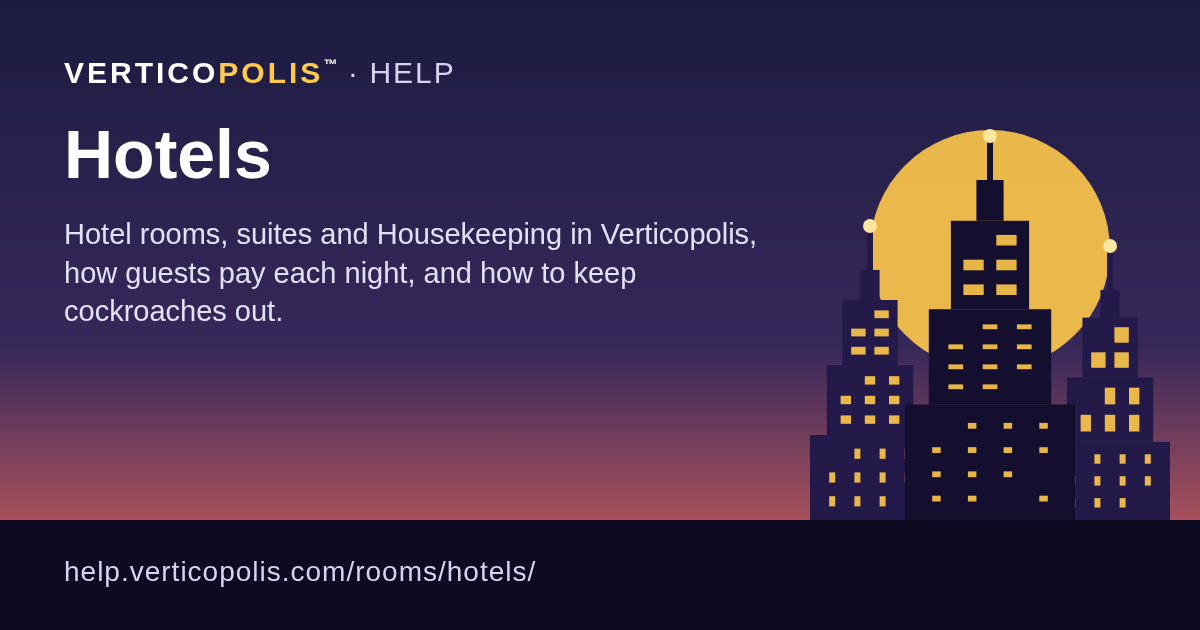 VERTICOPOLIS™ · HELP
Hotels
Hotel rooms, suites and Housekeeping in Verticopolis,
how guests pay each night, and how to keep
cockroaches out.
help.verticopolis.com/rooms/hotels/